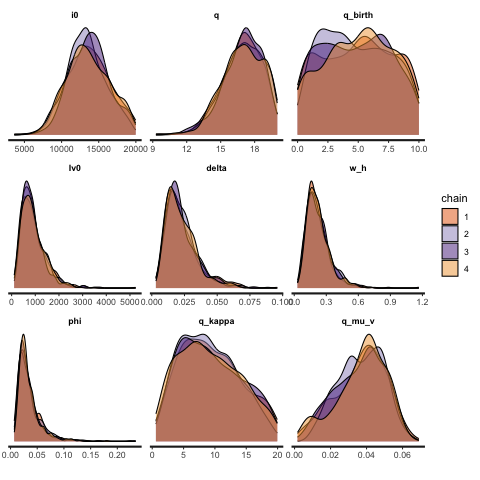 i0 q q_birth
5000 10000 15000 20000 9 12 15 18 0.0 2.5 5.0 7.5 10.0
Iv0 delta w_h
0 1000 2000 3000 4000 5000 0.000 0.025 0.050 0.075 0.100 0.0 0.3 0.6 0.9 1.2
chain
1
2
3
4
phi q_kappa q_mu_v
0.00 0.05 0.10 0.15 0.20 0 5 10 15 20 0.00 0.02 0.04 0.06